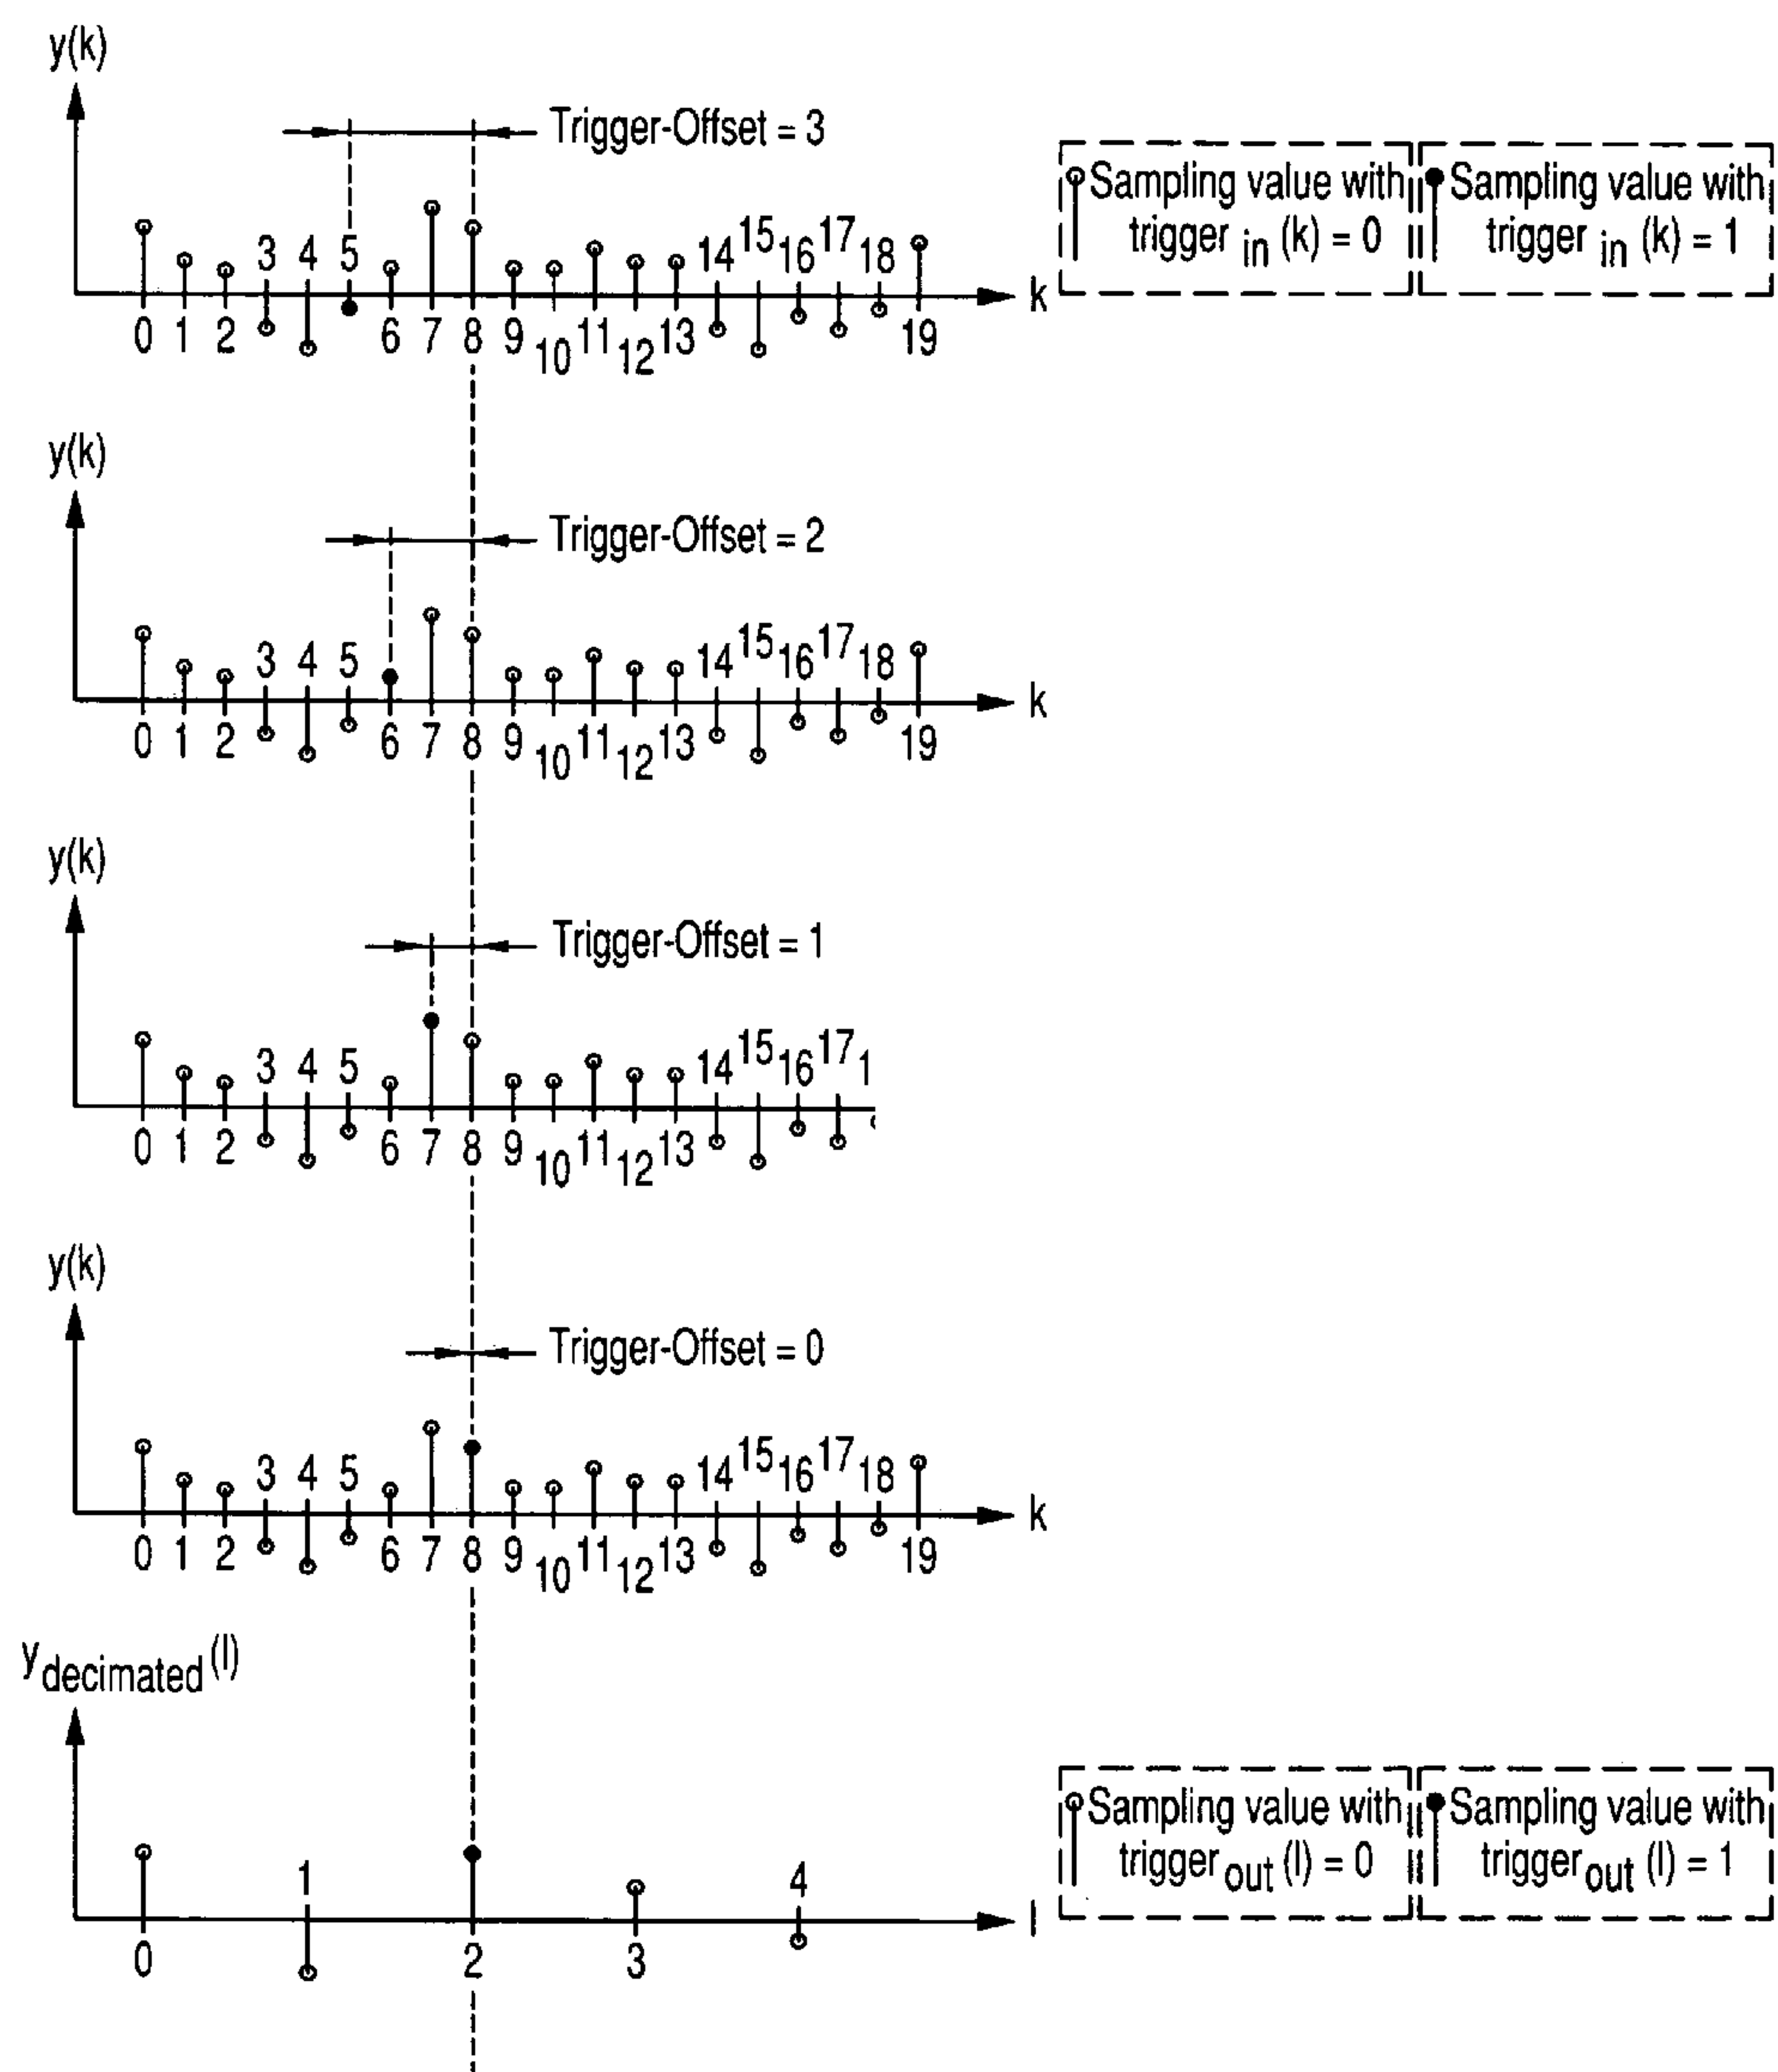 y(k)
Trigger-Offset = 3
Sampling value with
trigger in (k) = 0
Sampling value with
trigger in (k) = 1
3 4 5 14 15 16 17 18
k
0 1 2 6 7 8 9 10 11 12 13 19
y(k)
Trigger-Offset = 2
3 4 5 14 15 16 17 18
k
0 1 2 6 7 8 9 10 11 12 13 19
y(k)
Trigger-Offset = 1
3 4 5 14 15 16 17 1
0 1 2 6 7 8 9 10 11 12 13
y(k)
Trigger-Offset = 0
3 4 5 14 15 16 17 18
k
0 1 2 6 7 8 9 10 11 12 13 19
y decimated (l)
Sampling value with
trigger out (l) = 0
Sampling value with
trigger out (l) = 1
1 4
l
0 2 3